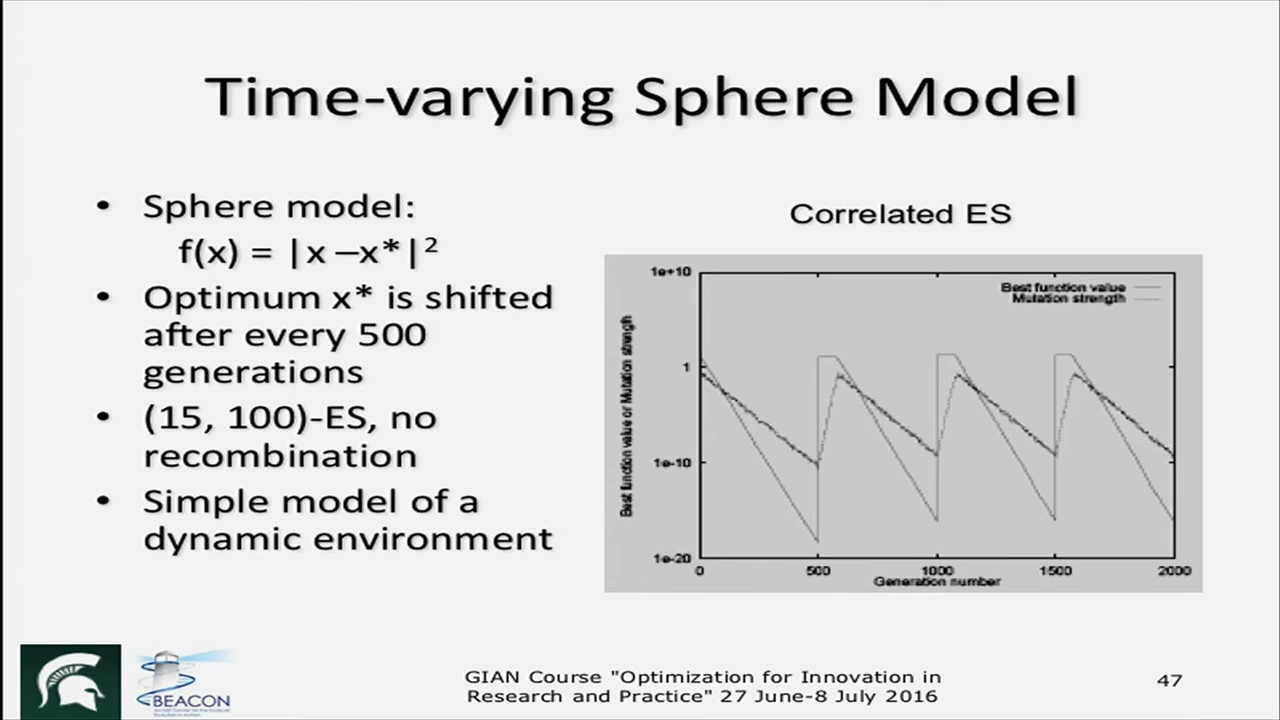 Time-varying Sphere Model
• Sphere model:
f(x) = |x –x*|²
• Optimum x* is shifted
after every 500
generations
• (15, 100)-ES, no
recombination
• Simple model of a
dynamic environment
Correlated ES
Best function value
Mutation strength
Best function value or Mutation strength
1e+10
1
1e-10
1e-20
0 500 1000 1500 2000
Generation number
BEACON
GIAN Course "Optimization for Innovation in
Research and Practice" 27 June-8 July 2016
47